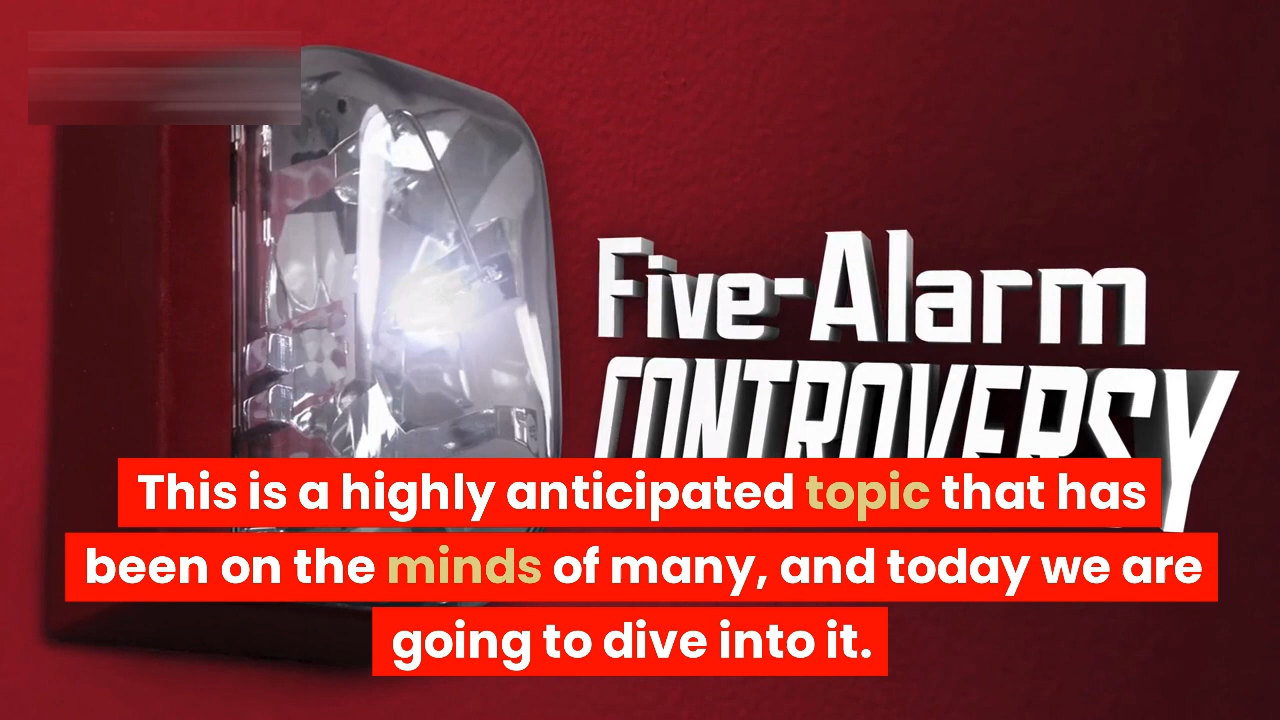 Five-Alarm
CONTROVERSY
This is a highly anticipated topic that has
been on the minds of many, and today we are
going to dive into it.